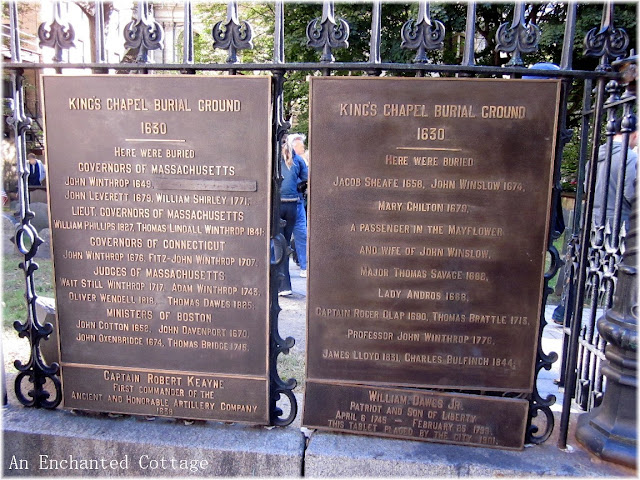 KING'S CHAPEL BURIAL GROUND
1630
HERE WERE BURIED
GOVERNORS OF MASSACHUSETTS
JOHN WINTHROP 1649,
JOHN LEVERETT 1679, WILLIAM SHIRLEY 1771,
LIEUT. GOVERNORS OF MASSACHUSETTS
WILLIAM PHILLIPS 1827, THOMAS LINDALL WINTHROP 1841,
GOVERNORS OF CONNECTICUT
JOHN WINTHROP 1676, FITZ-JOHN WINTHROP 1707,
JUDGES OF MASSACHUSETTS
WAIT STILL WINTHROP 1717, ADAM WINTHROP 1743,
OLIVER WENDELL 1818, THOMAS DAWES 1825,
MINISTERS OF BOSTON
JOHN COTTON 1652, JOHN DAVENPORT 1670,
JOHN OXENBRIDGE 1674, THOMAS BRIDGE 1715.
CAPTAIN ROBERT KEAYNE
FIRST COMMANDER OF THE
ANCIENT AND HONORABLE ARTILLERY COMPANY
KING'S CHAPEL BURIAL GROUND
1630
HERE WERE BURIED
JACOB SHEAFE 1658, JOHN WINSLOW 1674,
MARY CHILTON 1679,
A PASSENGER IN THE MAYFLOWER
AND WIFE OF JOHN WINSLOW,
MAJOR THOMAS SAVAGE 1682,
LADY ANDROS 1688,
CAPTAIN ROGER CLAP 1690, THOMAS BRATTLE 1713,
PROFESSOR JOHN WINTHROP 1779,
JAMES LLOYD 1831, CHARLES BULFINCH 1844.
WILLIAM DAWES JR.
PATRIOT AND SON OF LIBERTY
APRIL 6 1745 - FEBRUARY 25 1799
THIS TABLET PLACED BY THE CITY
An Enchanted Cottage